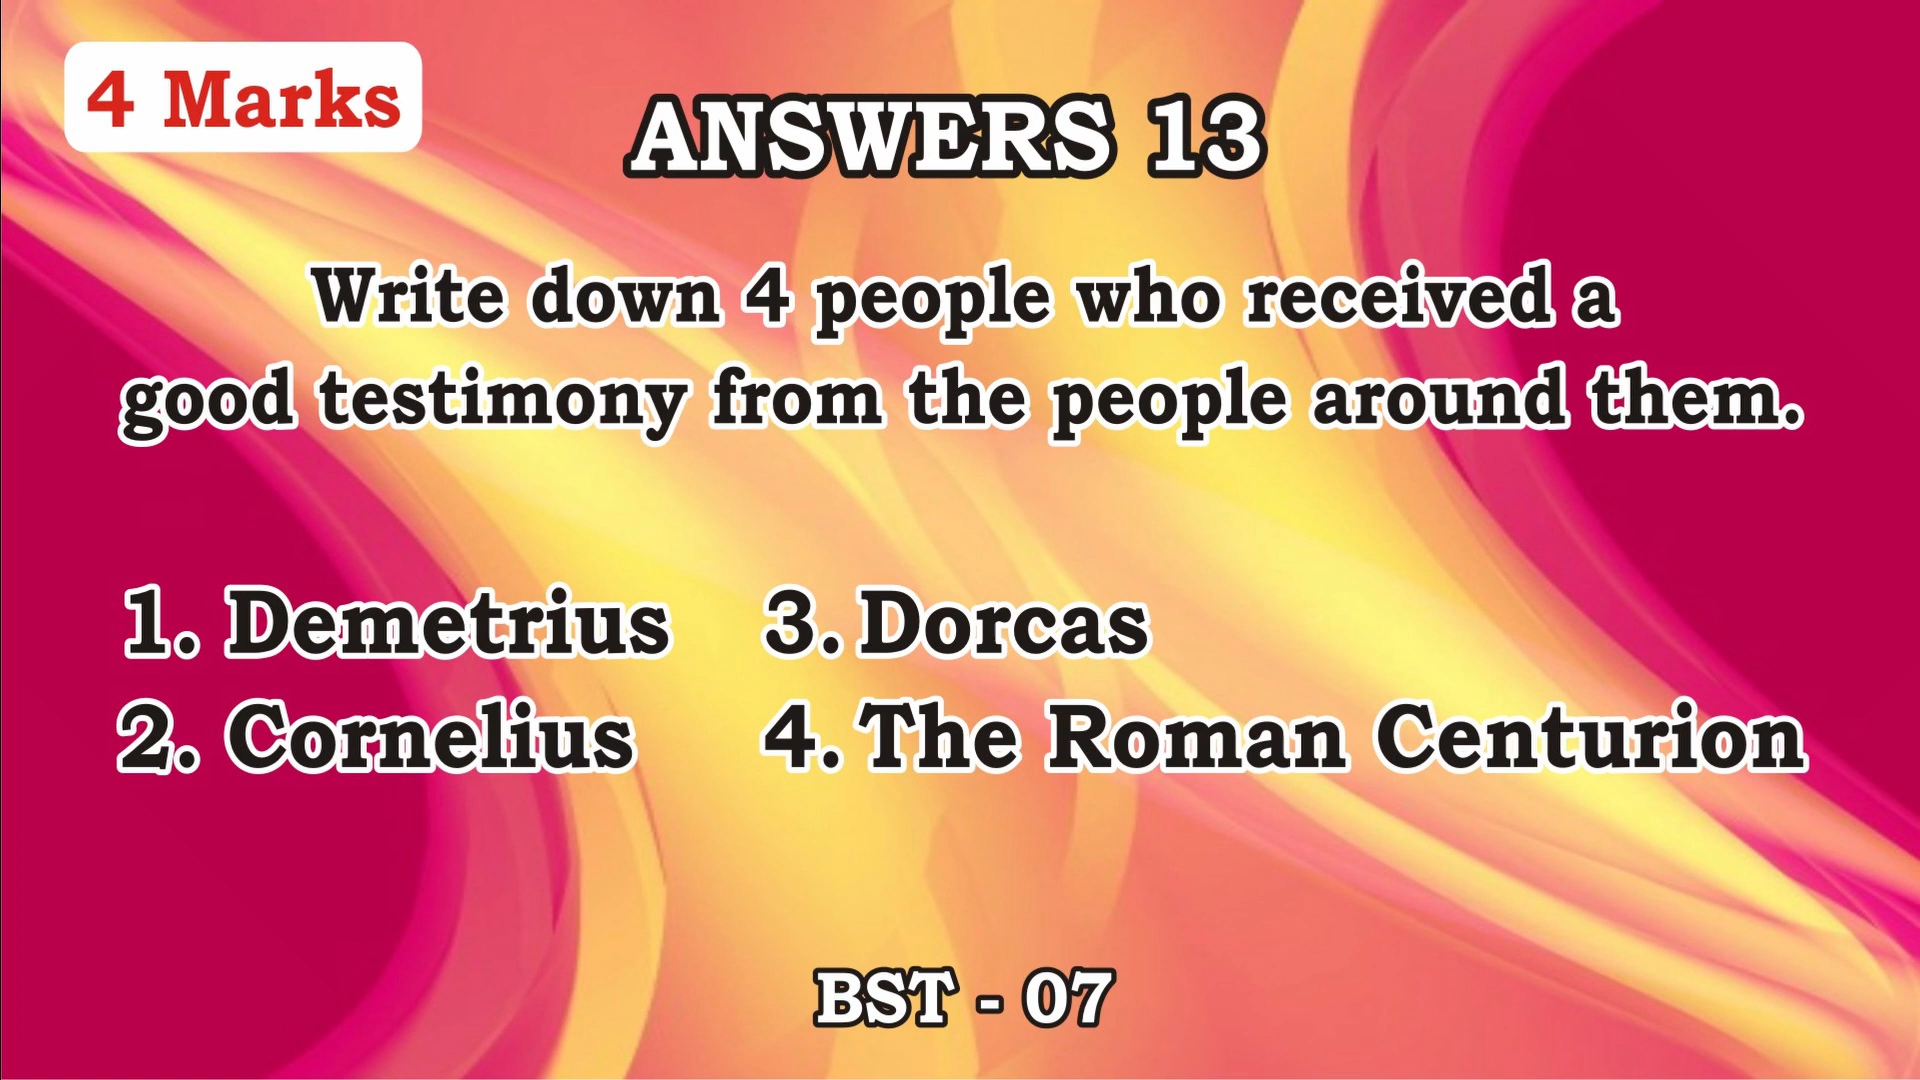 4 Marks
ANSWERS 13
Write down 4 people who received a
good testimony from the people around them.
1. Demetrius
2. Cornelius
3. Dorcas
4. The Roman Centurion
BST - 07